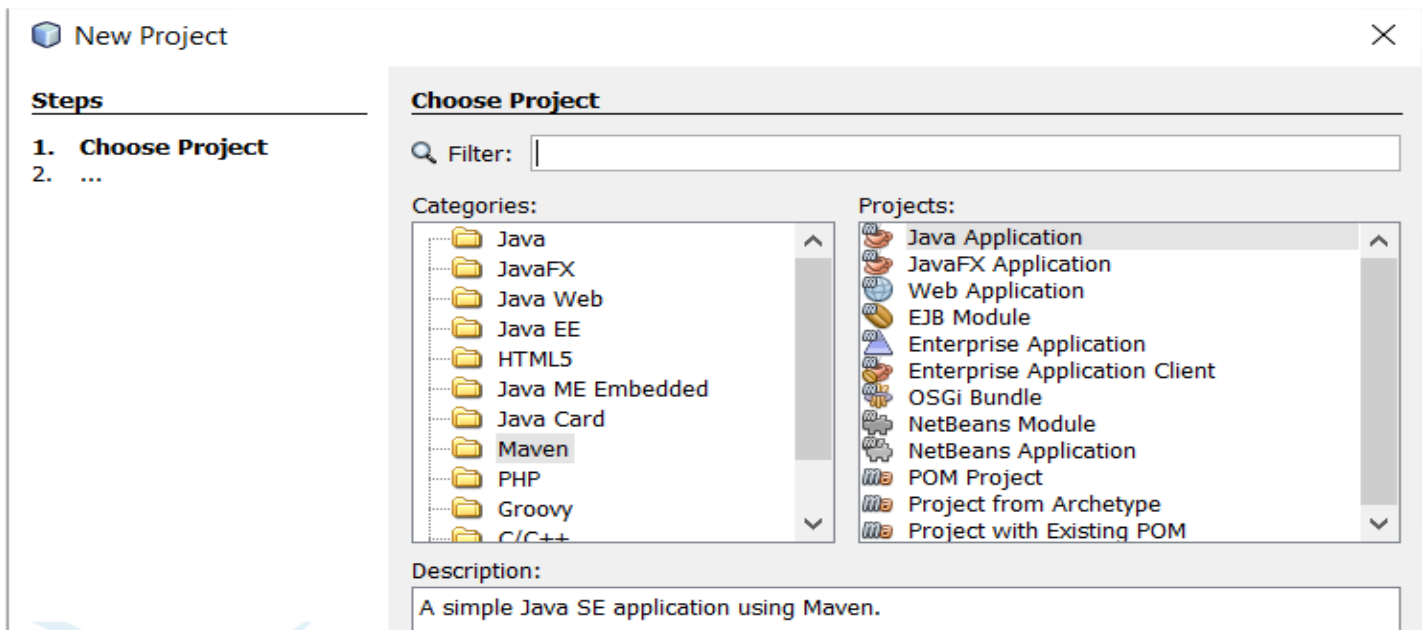 New Project
Steps
1. Choose Project
2. ...
Choose Project
Filter:
Categories:
Java
JavaFX
Java Web
Java EE
HTML5
Java ME Embedded
Java Card
Maven
PHP
Groovy
C/C++
Projects:
Java Application
JavaFX Application
Web Application
EJB Module
Enterprise Application
Enterprise Application Client
OSGi Bundle
NetBeans Module
NetBeans Application
POM Project
Project from Archetype
Project with Existing POM
Description:
A simple Java SE application using Maven.